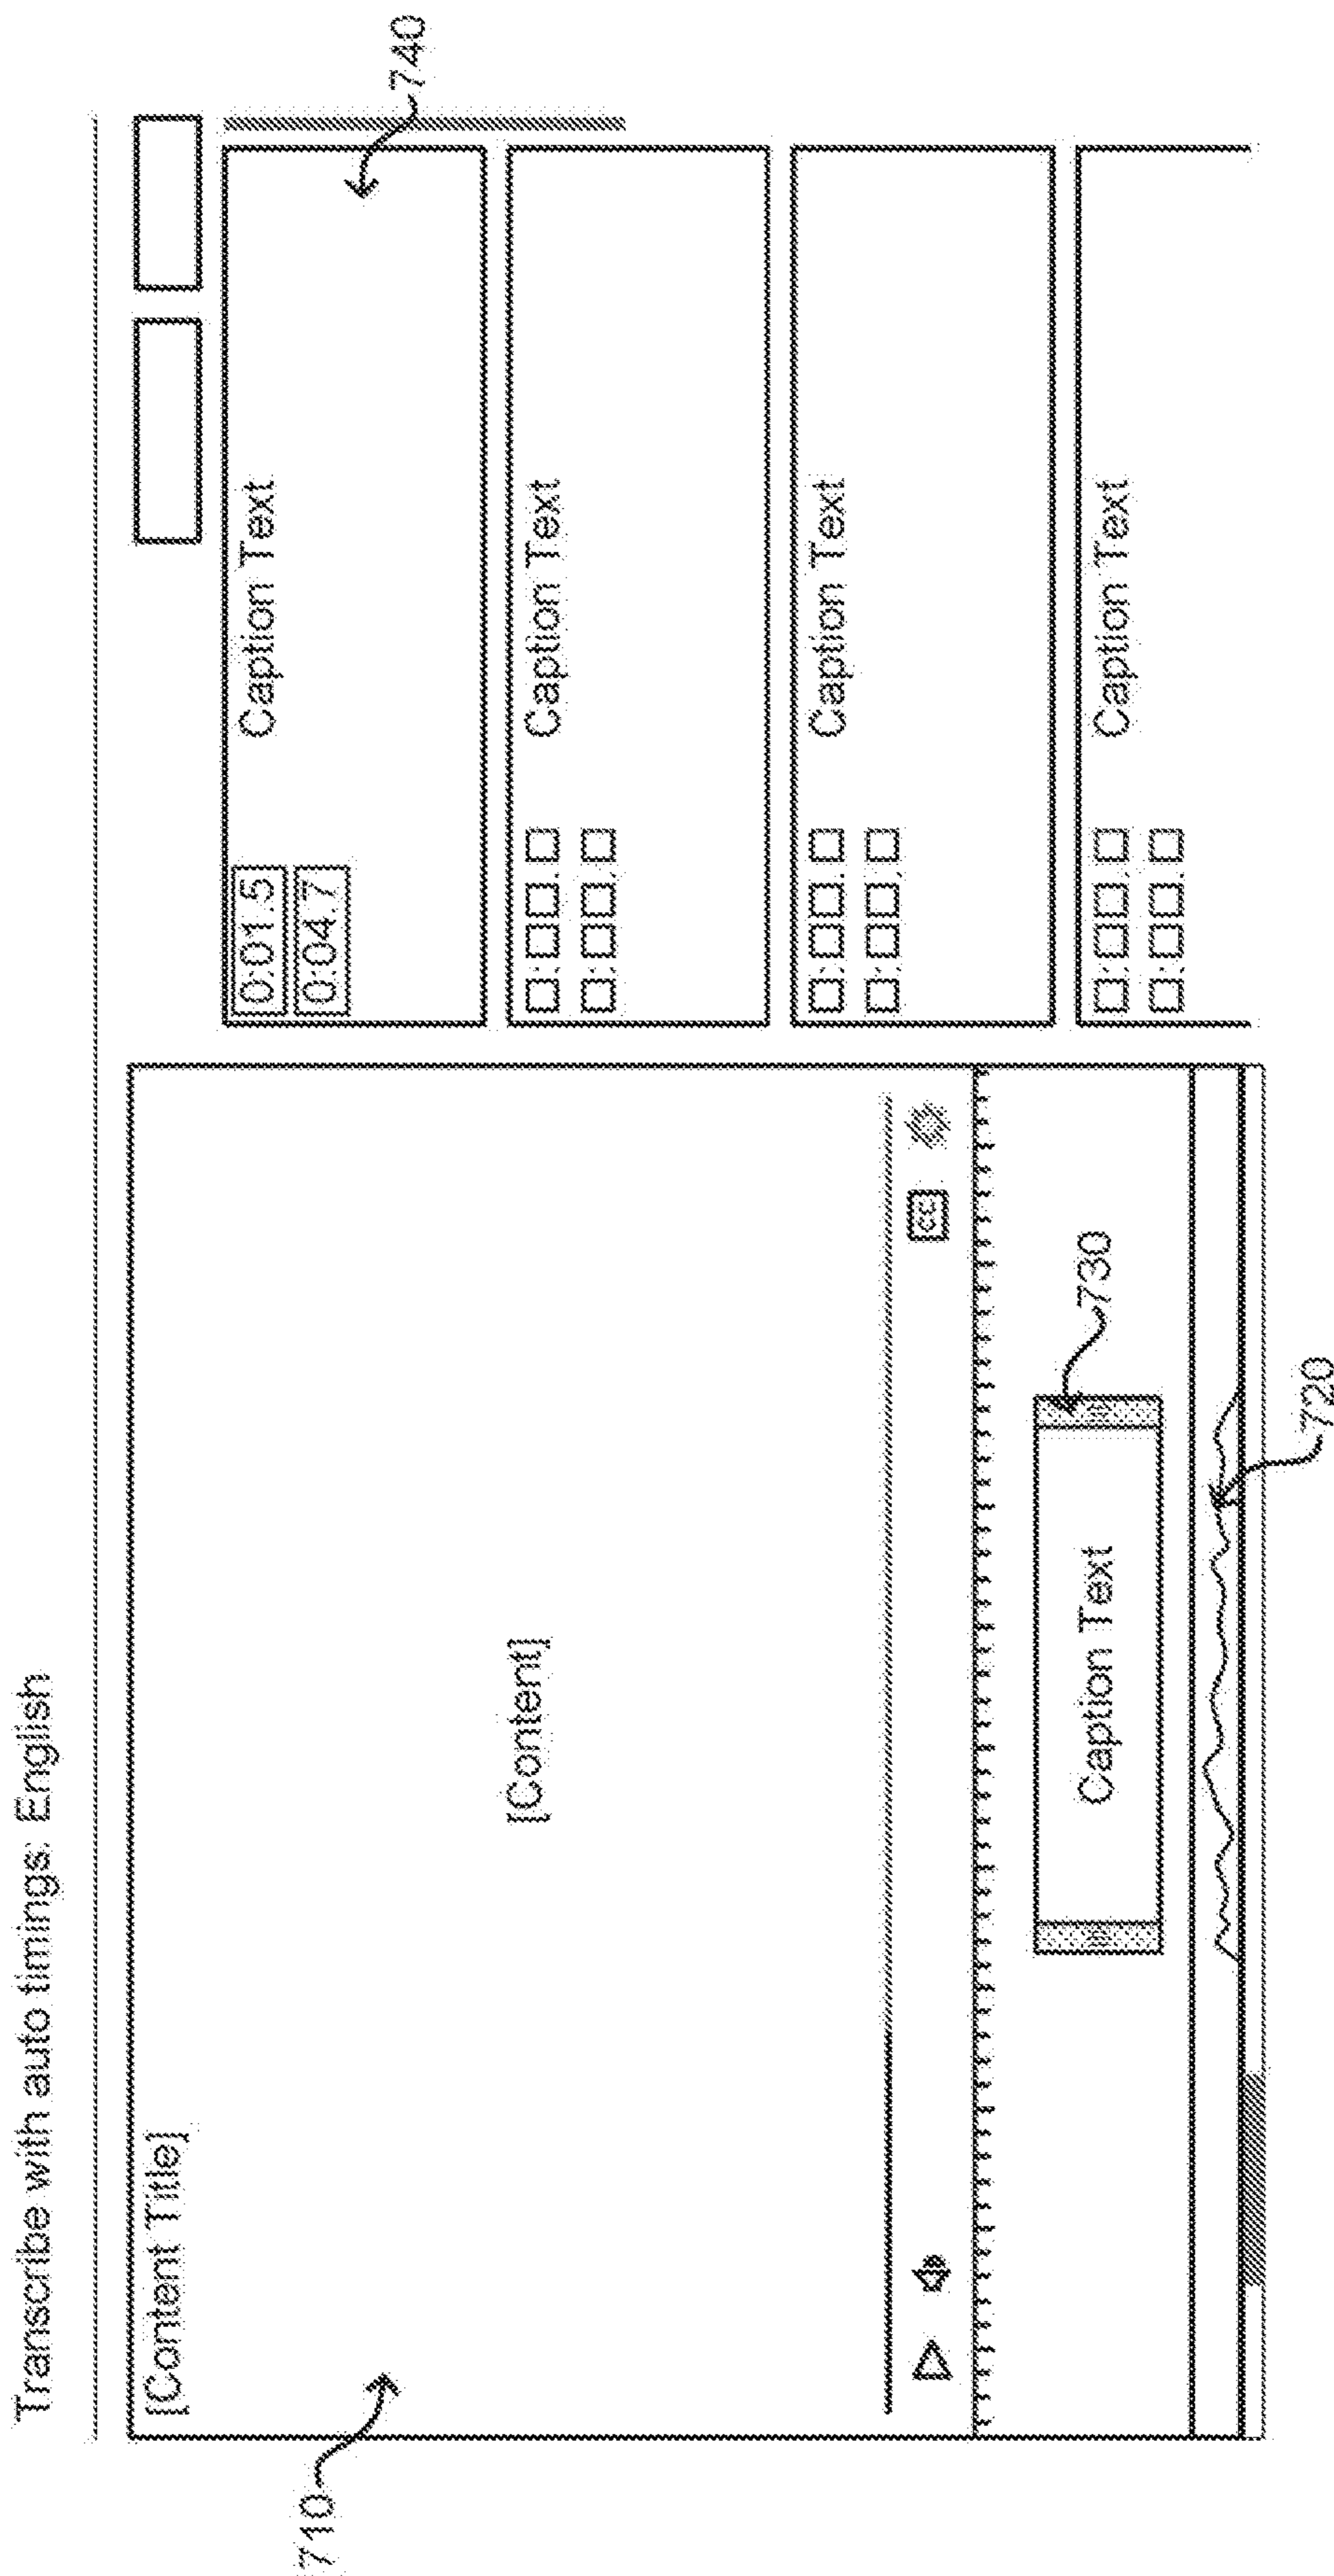 Transcribe with auto timings: English
[Content Title]
710
[Content]
CC
Caption Text
730
720
0:01.5
Caption Text
0:04.7
740
Caption Text
Caption Text
Caption Text